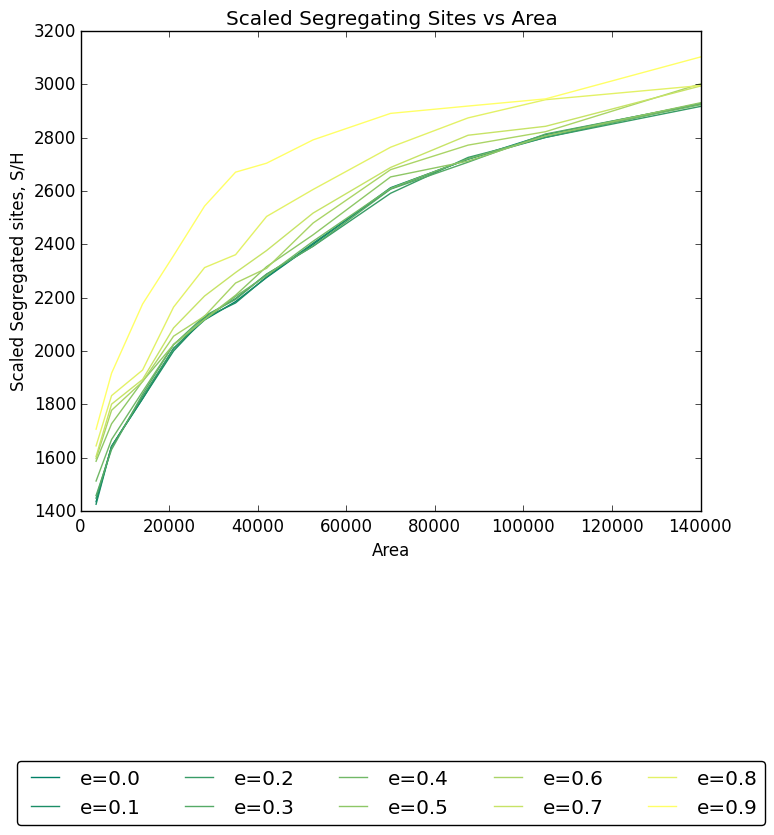 Scaled Segregating Sites vs Area
3200
3000
2800
2600
2400
2200
2000
1800
1600
1400
Scaled Segregated sites, S/H
0 20000 40000 60000 80000 100000 120000 140000
Area
e=0.0 e=0.2 e=0.4 e=0.6 e=0.8
e=0.1 e=0.3 e=0.5 e=0.7 e=0.9